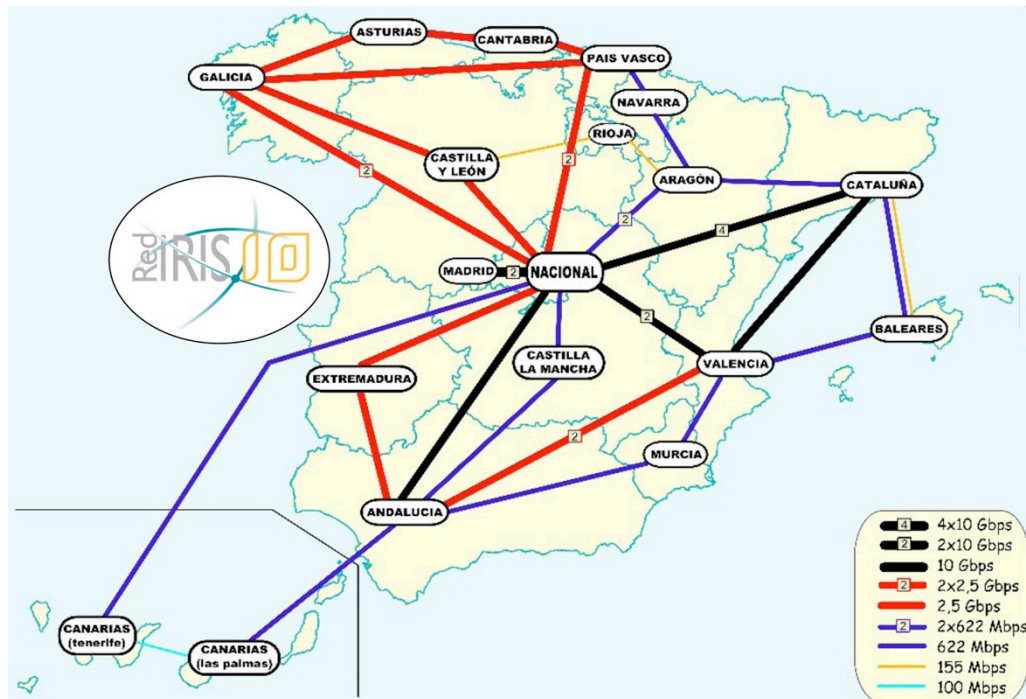 ASTURIAS
CANTABRIA
PAIS VASCO
GALICIA
NAVARRA
RIOJA
CASTILLA
Y LEÓN
2
2
ARAGÓN
CATALUÑA
2
4
Red
IRIS10
MADRID
2
NACIONAL
2
BALEARES
CASTILLA
LA MANCHA
VALENCIA
EXTREMADURA
2
MURCIA
ANDALUCIA
CANARIAS
(tenerife)
CANARIAS
(las palmas)
4 4x10 Gbps
2 2x10 Gbps
10 Gbps
2 2x2,5 Gbps
2,5 Gbps
2 2x622 Mbps
622 Mbps
155 Mbps
100 Mbps